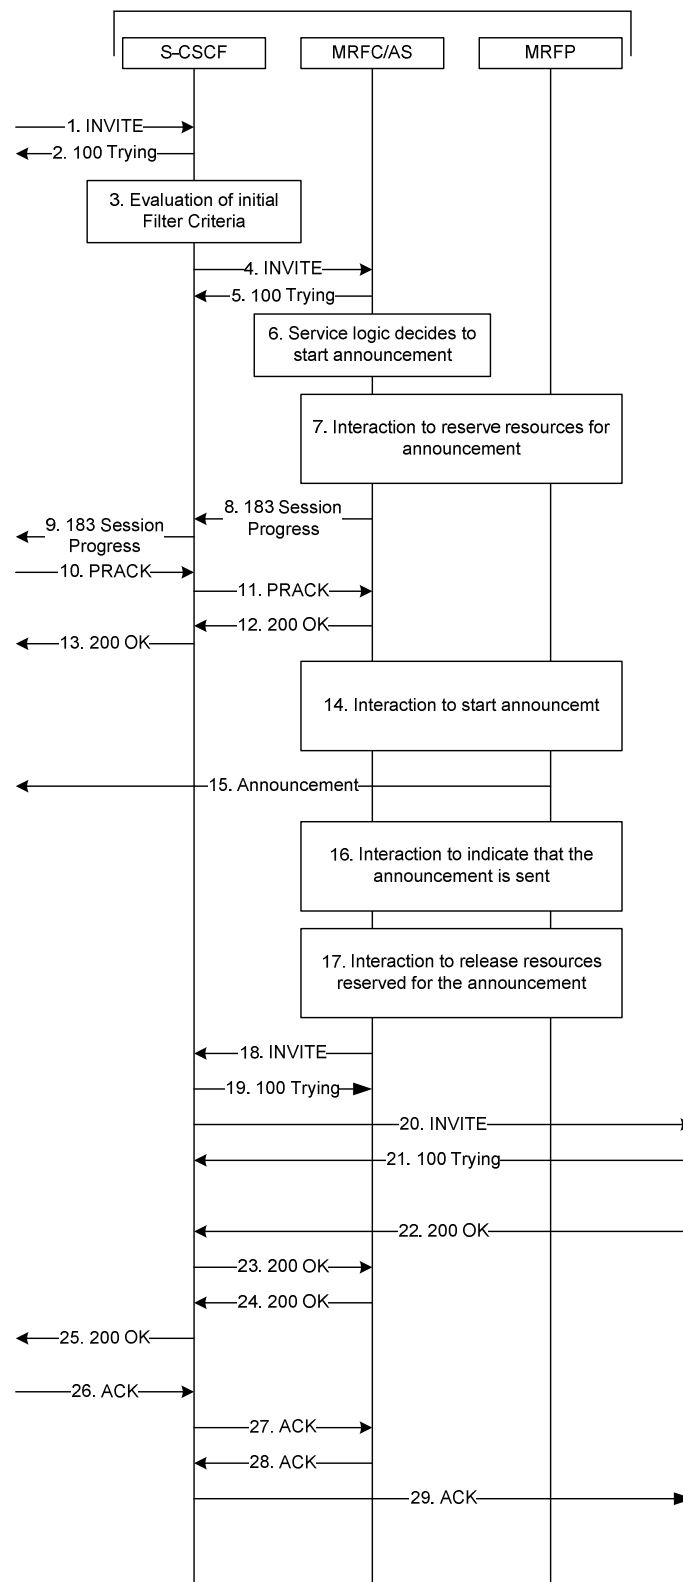 S-CSCF
MRFC/AS
MRFP
1. INVITE
2. 100 Trying
3. Evaluation of initial
Filter Criteria
4. INVITE
5. 100 Trying
6. Service logic decides to
start announcement
7. Interaction to reserve resources for
announcement
8. 183 Session
Progress
9. 183 Session
Progress
10. PRACK
11. PRACK
12. 200 OK
13. 200 OK
14. Interaction to start announcemt
15. Announcement
16. Interaction to indicate that the
announcement is sent
17. Interaction to release resources
reserved for the announcement
18. INVITE
19. 100 Trying
20. INVITE
21. 100 Trying
22. 200 OK
23. 200 OK
24. 200 OK
25. 200 OK
26. ACK
27. ACK
28. ACK
29. ACK